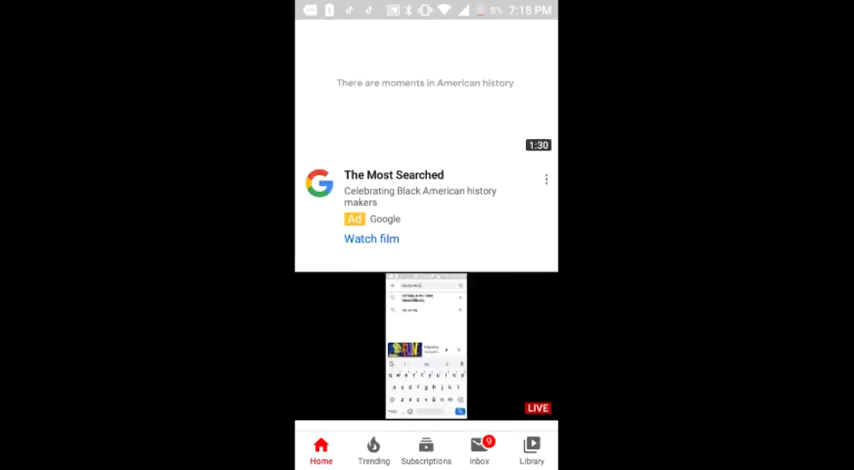 8% 7:18 PM
There are moments in American history
1:30
The Most Searched
Celebrating Black American history
makers
Ad Google
Watch film
q w e r t y u i o p
a s d f g h j k l
z x c v b n m
LIVE
9
Home Trending Subscriptions Inbox Library